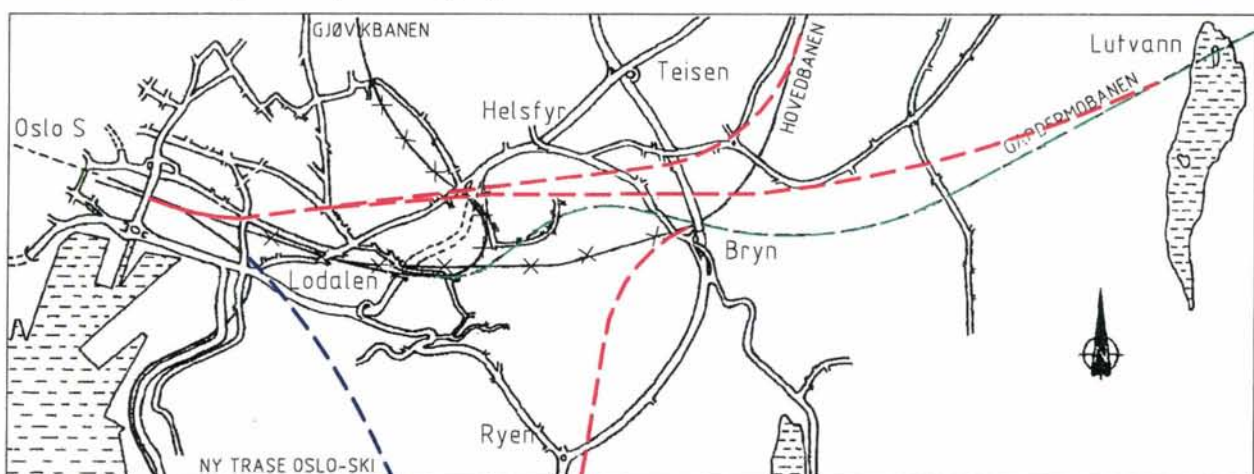 GJØVIKBANEN
Lutvann
Teisen
HOVEDBANEN
Helsfyr
Oslo S
GARDERMOBANEN
Bryn
Lodalen
Ryen
NY TRASE OSLO-SKI